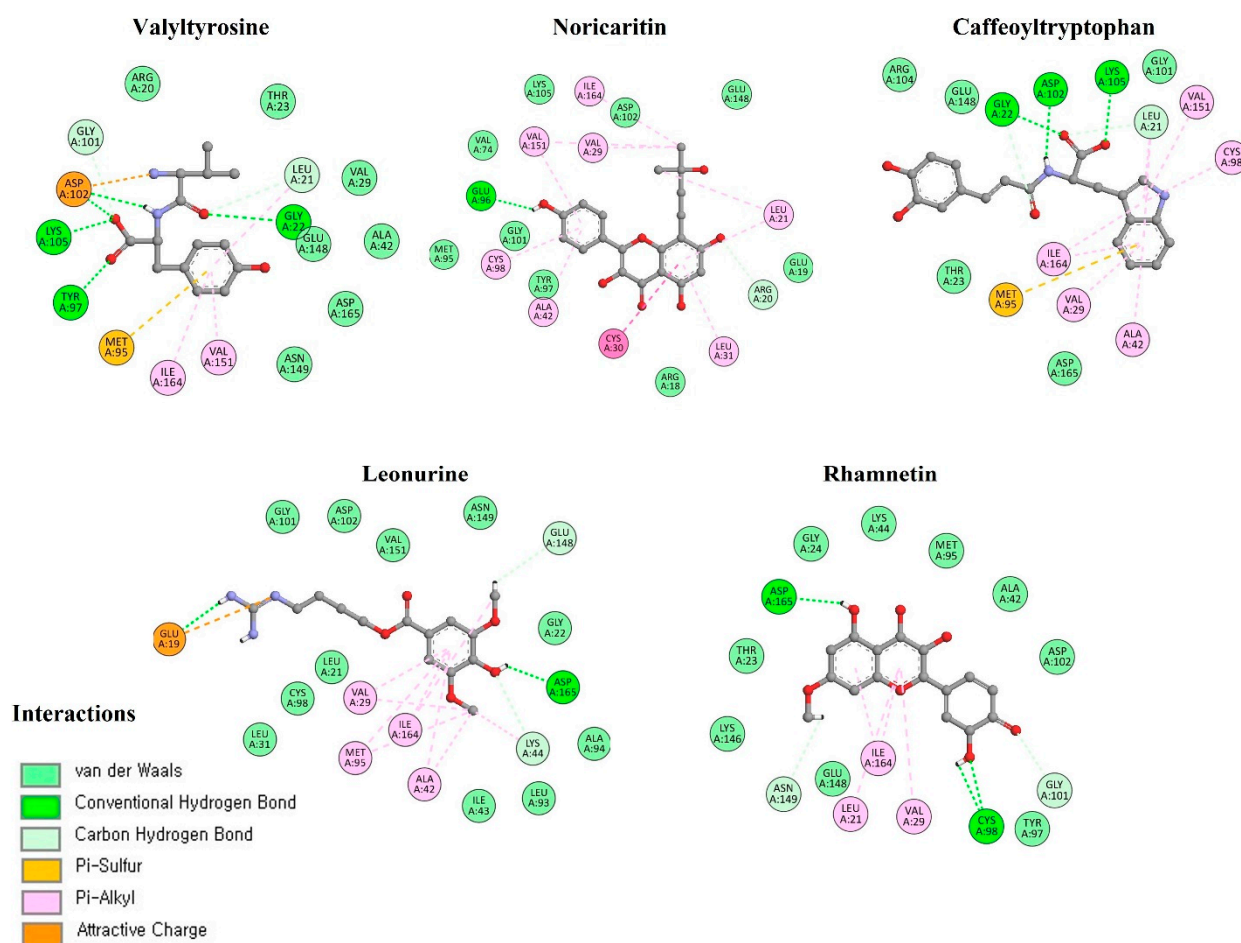 Valyltyrosine
ARG
A:20
THR
A:23
GLY
A:101
ASP
A:102
LEU
A:21
VAL
A:29
LYS
A:105
GLY
A:22
GLU
A:148
ALA
A:42
TYR
A:97
ASP
A:165
MET
A:95
VAL
A:151
ASN
A:149
ILE
A:164
Noricaritin
LYS
A:105
ILE
A:164
ASP
A:102
GLU
A:148
VAL
A:74
VAL
A:151
VAL
A:29
GLU
A:96
LEU
A:21
MET
A:95
GLY
A:101
CYS
A:98
TYR
A:97
ALA
A:42
GLU
A:19
ARG
A:20
CYS
A:30
LEU
A:31
ARG
A:18
Caffeoyltryptophan
ARG
A:104
GLU
A:148
ASP
A:102
LYS
A:105
GLY
A:101
GLY
A:22
LEU
A:21
VAL
A:151
CYS
A:98
ILE
A:164
THR
A:23
MET
A:95
VAL
A:29
ALA
A:42
ASP
A:165
Leonurine
GLY
A:101
ASP
A:102
ASN
A:149
VAL
A:151
GLU
A:148
GLU
A:19
GLY
A:22
LEU
A:21
ASP
A:165
CYS
A:98
VAL
A:29
LEU
A:31
ILE
A:164
MET
A:95
LYS
A:44
ALA
A:94
ALA
A:42
ILE
A:43
LEU
A:93
Rhamnetin
LYS
A:44
GLY
A:24
MET
A:95
ASP
A:165
ALA
A:42
THR
A:23
ASP
A:102
LYS
A:146
GLU
A:148
ILE
A:164
ASN
A:149
LEU
A:21
VAL
A:29
GLY
A:101
CYS
A:98
TYR
A:97
Interactions
van der Waals
Conventional Hydrogen Bond
Carbon Hydrogen Bond
Pi-Sulfur
Pi-Alkyl
Attractive Charge